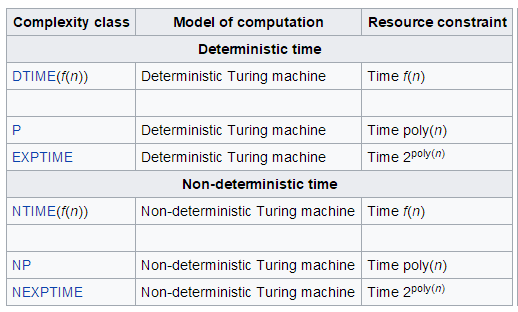 Complexity class Model of computation Resource constraint
Deterministic time
DTIME(f(n)) Deterministic Turing machine Time f(n)
P Deterministic Turing machine Time poly(n)
EXPTIME Deterministic Turing machine Time 2^poly(n)
Non-deterministic time
NTIME(f(n)) Non-deterministic Turing machine Time f(n)
NP Non-deterministic Turing machine Time poly(n)
NEXPTIME Non-deterministic Turing machine Time 2^poly(n)